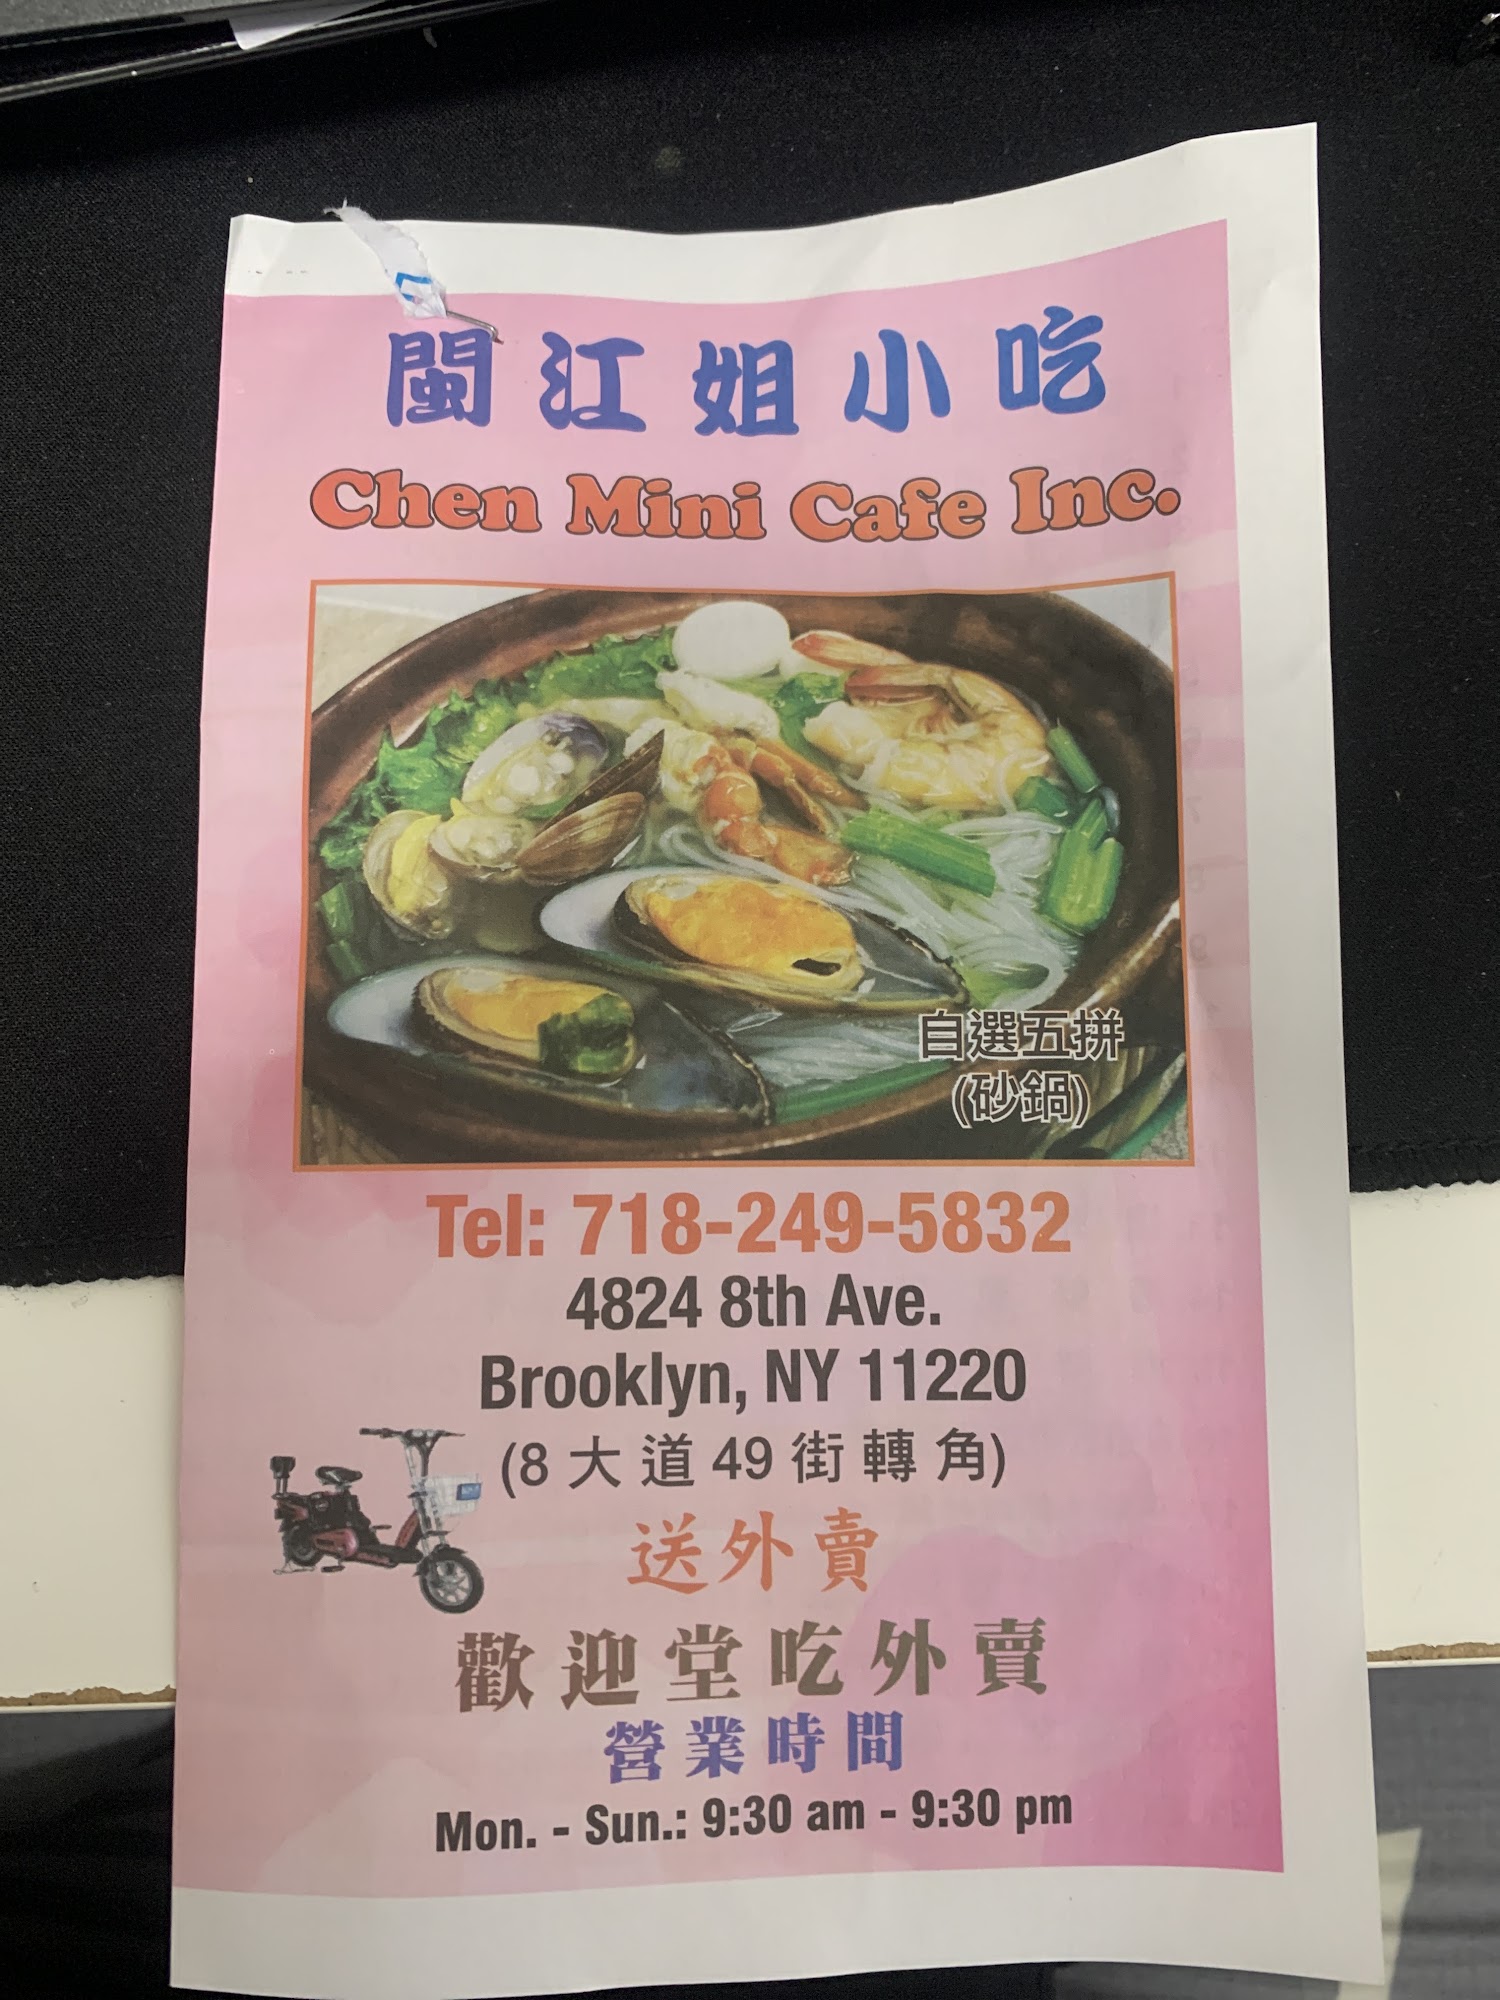 閩江姐小吃
Chen Mini Cafe Inc.
自選五拼
(砂鍋)
Tel: 718-249-5832
4824 8th Ave.
Brooklyn, NY 11220
(8大道49街轉角)
送外賣
歡迎堂吃外賣
營業時間
Mon. - Sun.: 9:30 am - 9:30 pm